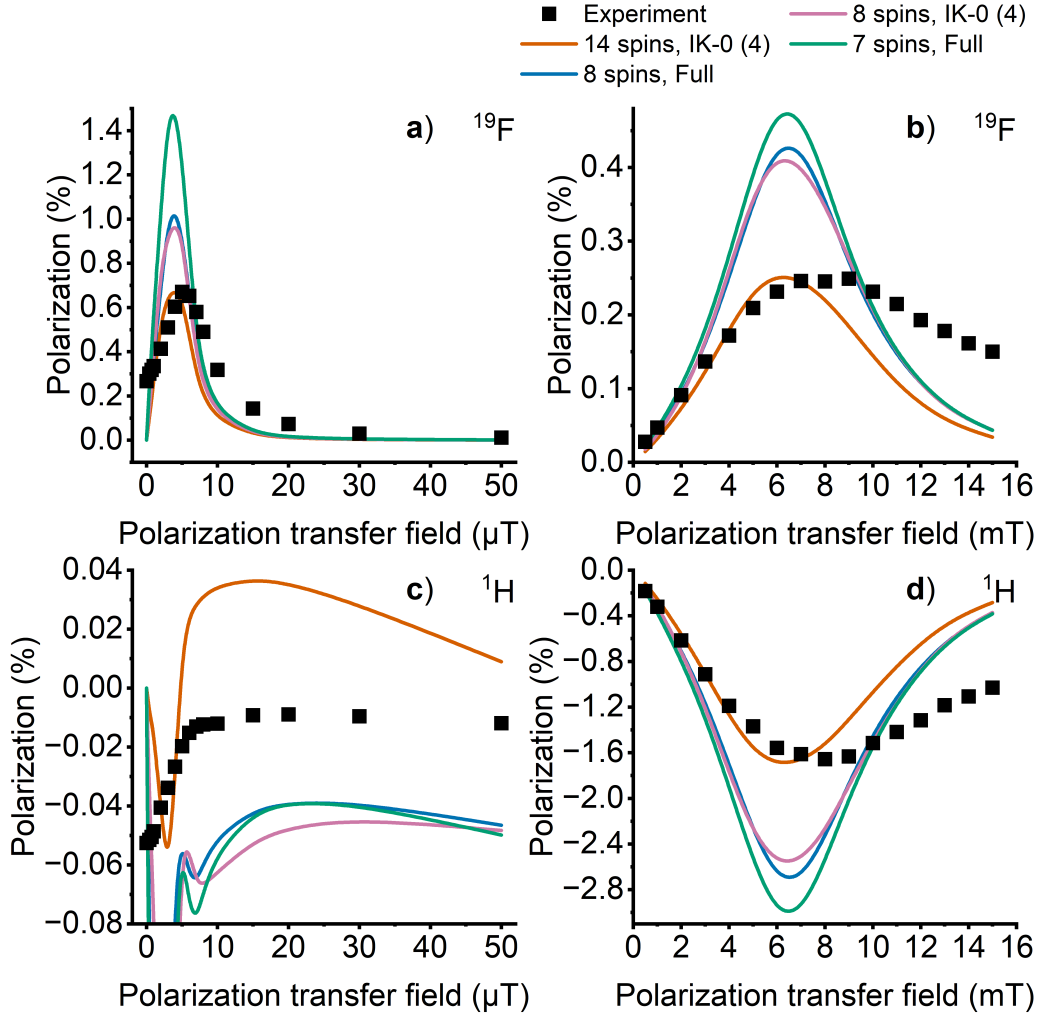 Experiment
8 spins, IK-0 (4)
14 spins, IK-0 (4)
7 spins, Full
8 spins, Full
a) ¹⁹F
Polarization (%)
1.4
1.2
1.0
0.8
0.6
0.4
0.2
0.0
0 10 20 30 40 50
Polarization transfer field (μT)
b) ¹⁹F
Polarization (%)
0.4
0.3
0.2
0.1
0.0
0 2 4 6 8 10 12 14 16
Polarization transfer field (mT)
c) ¹H
Polarization (%)
0.04
0.02
0.00
−0.02
−0.04
−0.06
−0.08
0 10 20 30 40 50
Polarization transfer field (μT)
d) ¹H
Polarization (%)
0.0
−0.4
−0.8
−1.2
−1.6
−2.0
−2.4
−2.8
0 2 4 6 8 10 12 14 16
Polarization transfer field (mT)